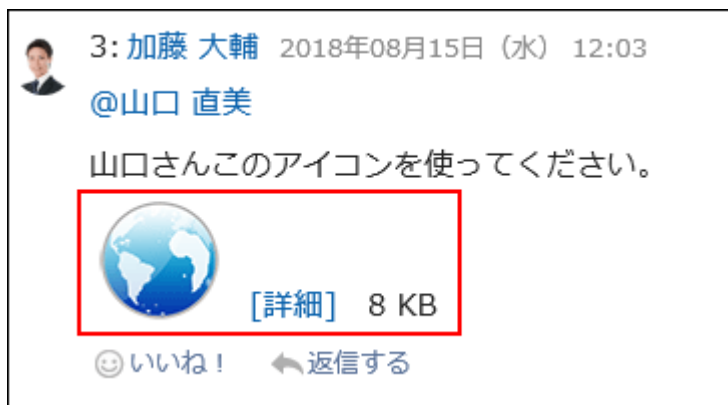 3: 加藤 大輔 2018年08月15日（水） 12:03
@山口 直美
山口さんこのアイコンを使ってください。
[詳細] 8 KB
いいね！ 返信する